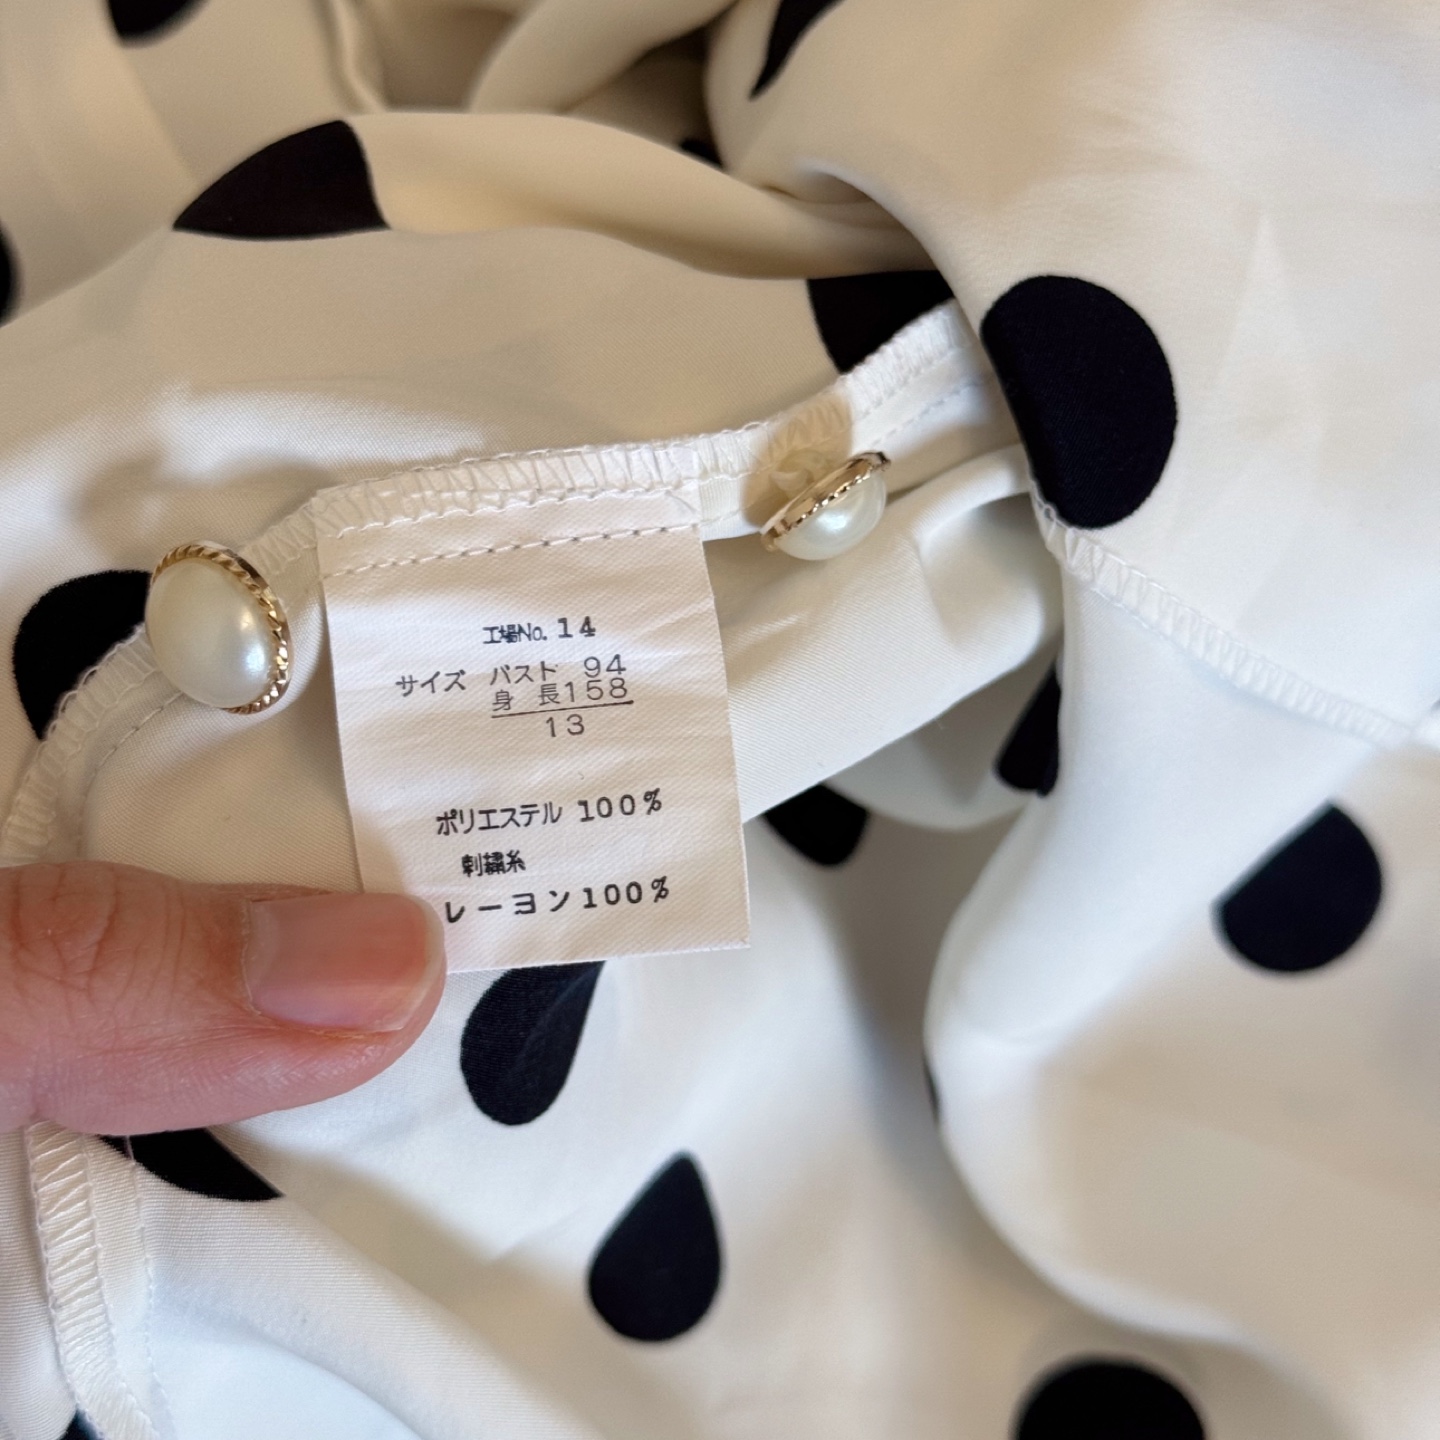 工場No. 14
サイズ バスト 94
身 長158
13
ポリエステル 100%
刺繍糸
レーヨン100%